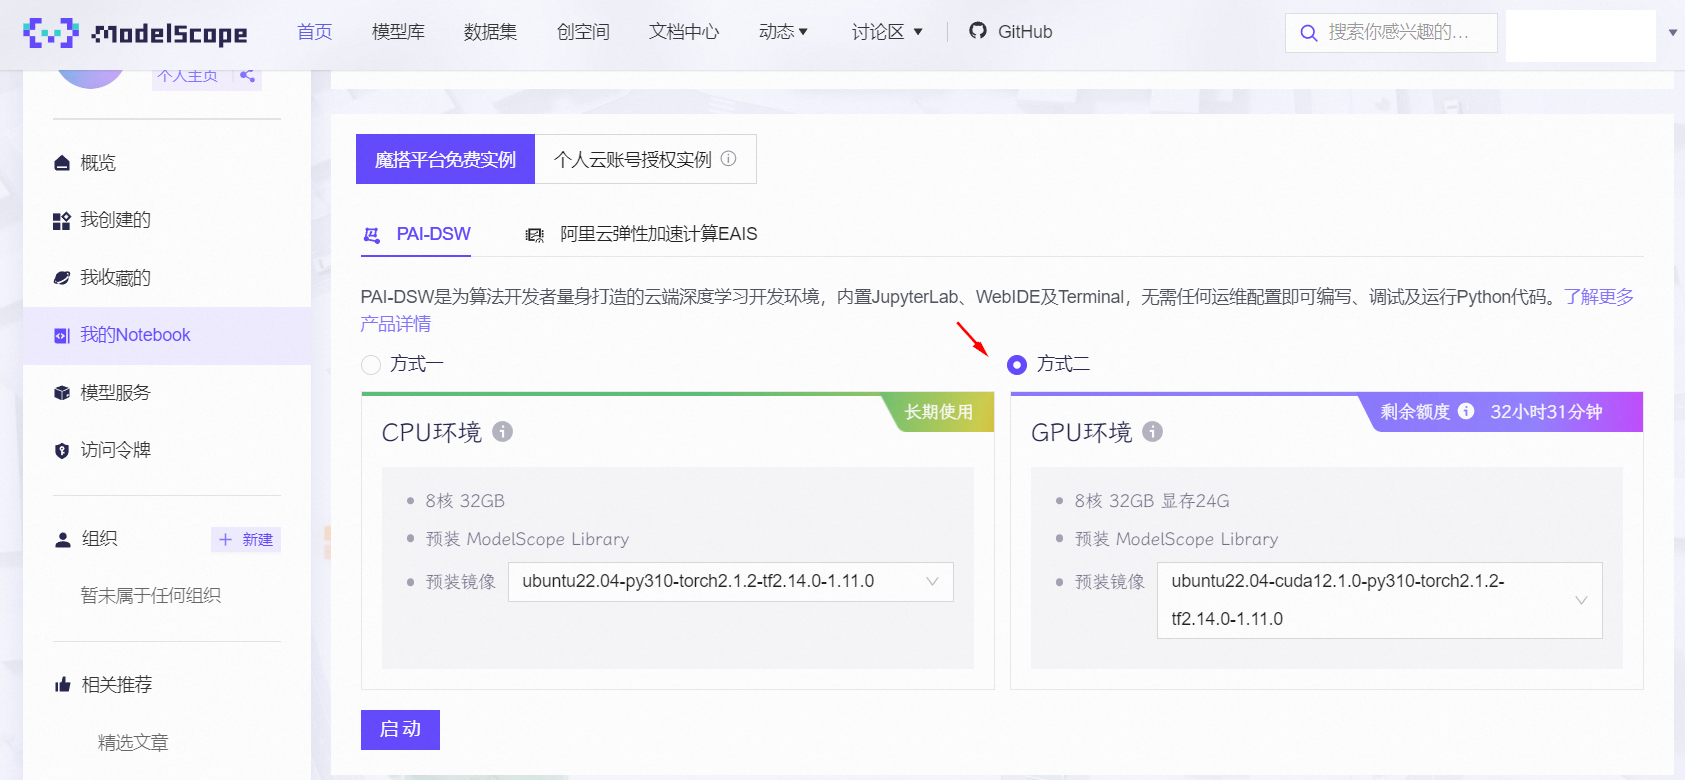 ModelScope 首页 模型库 数据集 创空间 文档中心 动态 讨论区 GitHub 搜索你感兴趣的...
个人主页
概览
我创建的
我收藏的
我的Notebook
模型服务
访问令牌
组织 + 新建
暂未属于任何组织
相关推荐
精选文章
魔搭平台免费实例 个人云账号授权实例
PAI-DSW 阿里云弹性加速计算EAIS
PAI-DSW是为算法开发者量身打造的云端深度学习开发环境，内置JupyterLab、WebIDE及Terminal，无需任何运维配置即可编写、调试及运行Python代码。了解更多
产品详情
方式一
长期使用
CPU环境
8核 32GB
预装 ModelScope Library
预装镜像 ubuntu22.04-py310-torch2.1.2-tf2.14.0-1.11.0
方式二
剩余额度 32小时31分钟
GPU环境
8核 32GB 显存24G
预装 ModelScope Library
预装镜像 ubuntu22.04-cuda12.1.0-py310-torch2.1.2-
tf2.14.0-1.11.0
启动